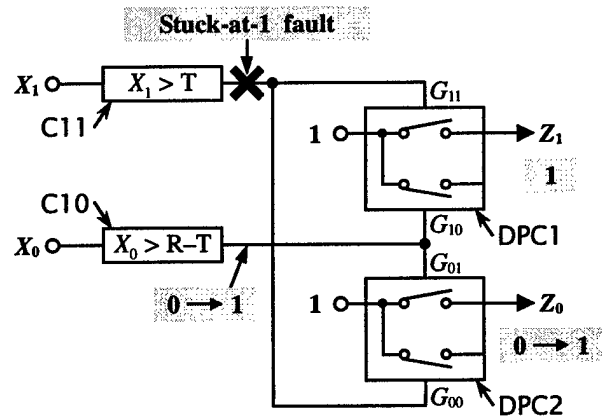 Stuck-at-1 fault
X₁
X₁ > T
C11
G₁₁
1
Z₁
1
C10
G₁₀
DPC1
X₀
X₀ > R–T
G₀₁
0 → 1
1
Z₀
0 → 1
G₀₀
DPC2